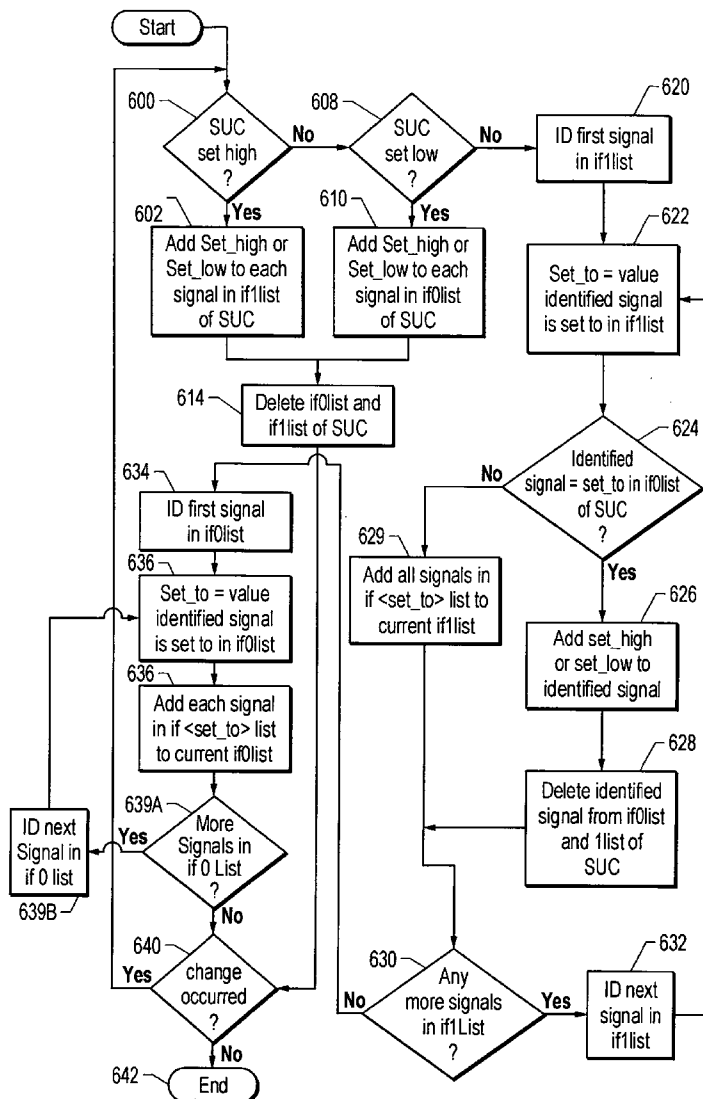 Start
600
SUC
set high
?
No
Yes
608
SUC
set low
?
No
Yes
620
ID first signal
in if1list
602
Add Set_high or
Set_low to each
signal in if1list
of SUC
610
Add Set_high or
Set_low to each
signal in if0list
of SUC
622
Set_to = value
identified signal
is set to in if1list
614
Delete if0list and
if1list of SUC
624
Identified
signal = set_to in if0list
of SUC
?
No
Yes
634
ID first signal
in if0list
629
Add all signals in
if <set_to> list to
current if1list
636
Set_to = value
identified signal
is set to in if0list
626
Add set_high
or set_low to
identified signal
636
Add each signal
in if <set_to> list
to current if0list
628
Delete identified
signal from if0list
and 1list of
SUC
639A
More
Signals in
if 0 List
?
Yes
No
ID next
Signal in
if 0 list
639B
640
change
occurred
?
Yes
No
630
Any
more signals
in if1List
?
No
Yes
632
ID next
signal in
if1list
642
End